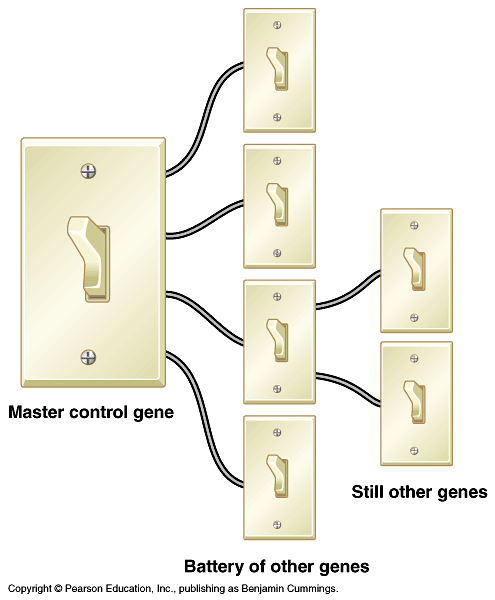 Master control gene
Still other genes
Battery of other genes
Copyright © Pearson Education, Inc., publishing as Benjamin Cummings.